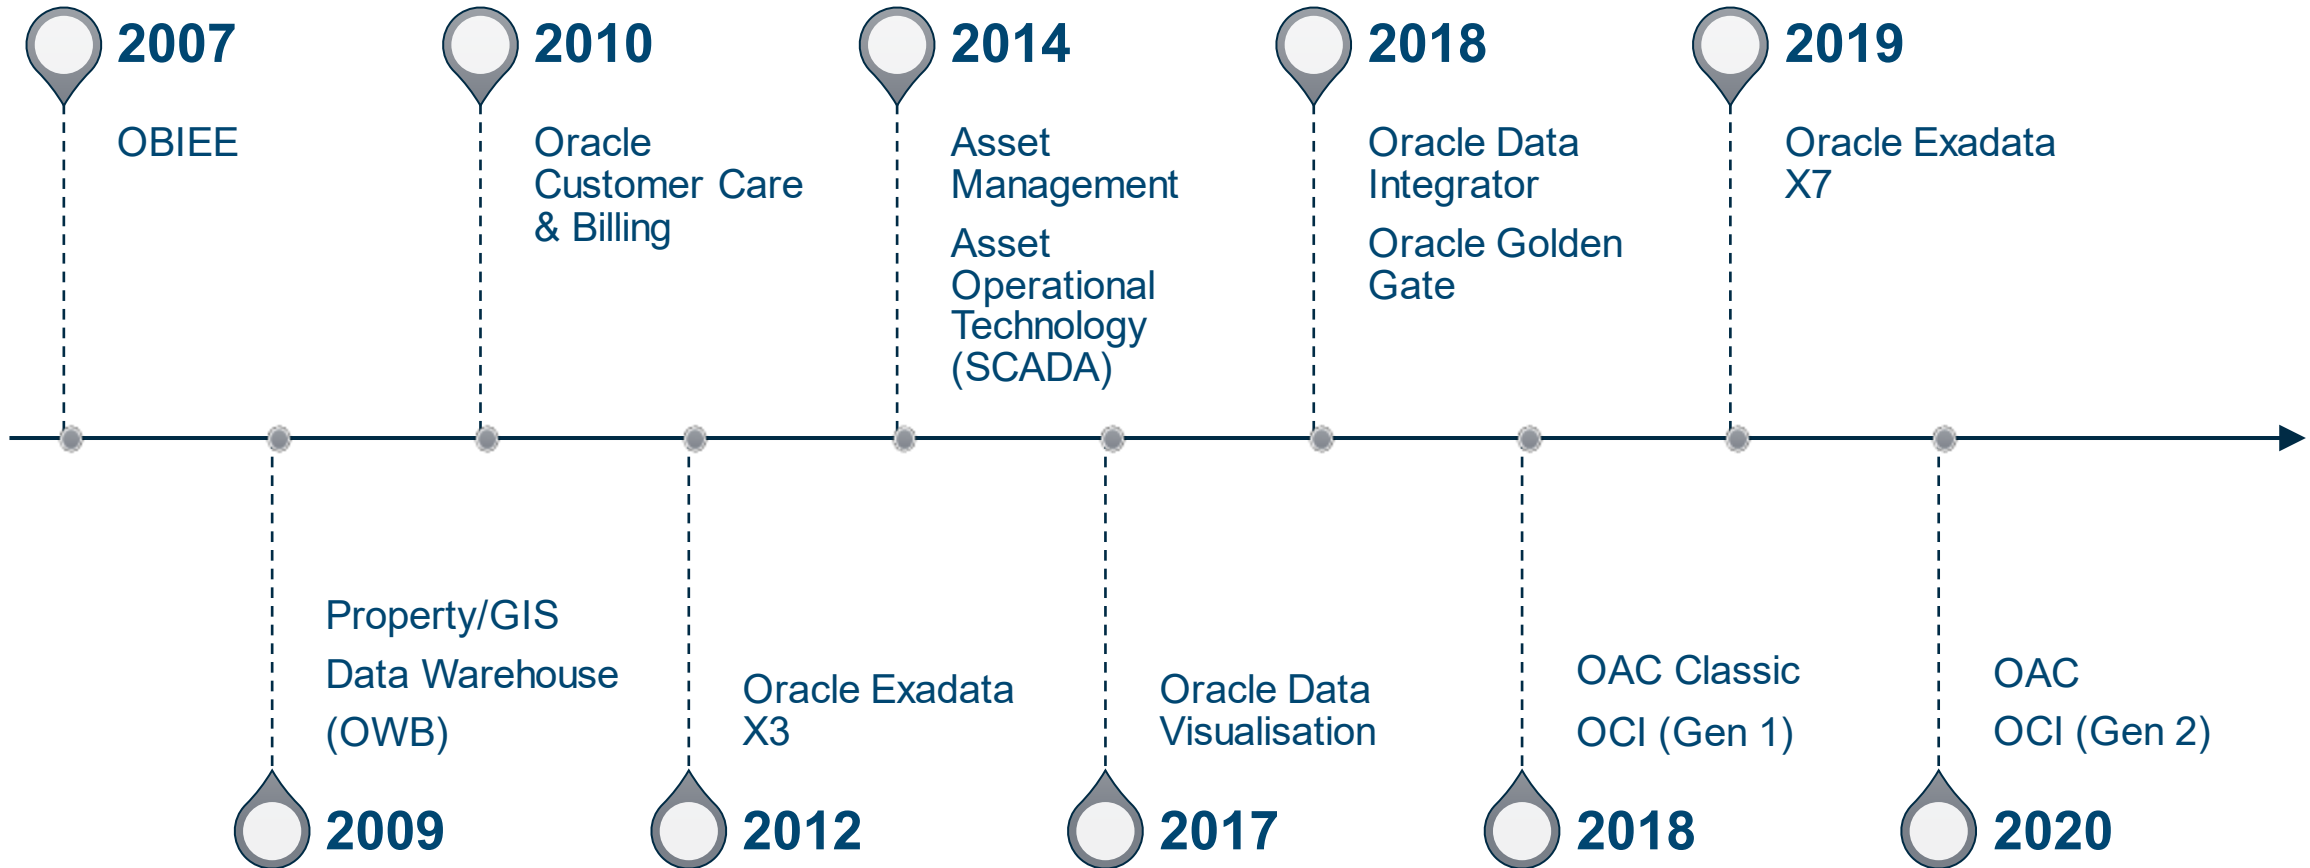 2007
OBIEE
2010
Oracle
Customer Care
& Billing
2014
Asset
Management
Asset
Operational
Technology
(SCADA)
2018
Oracle Data
Integrator
Oracle Golden
Gate
2019
Oracle Exadata
X7
Property/GIS
Data Warehouse
(OWB)
2009
Oracle Exadata
X3
2012
Oracle Data
Visualisation
2017
OAC Classic
OCI (Gen 1)
2018
OAC
OCI (Gen 2)
2020